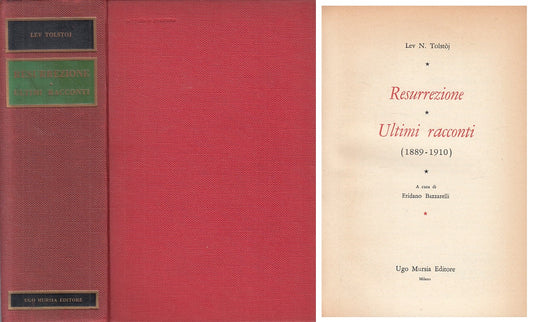 LEV TOLSTOJ
RESURREZIONE
ULTIMI RACCONTI
UGO MURSIA EDITORE
Lev N. Tolstòj
Resurrezione
Ultimi racconti
(1889-1910)
A cura di
Eridano Bazzarelli
Ugo Mursia Editore
Milano